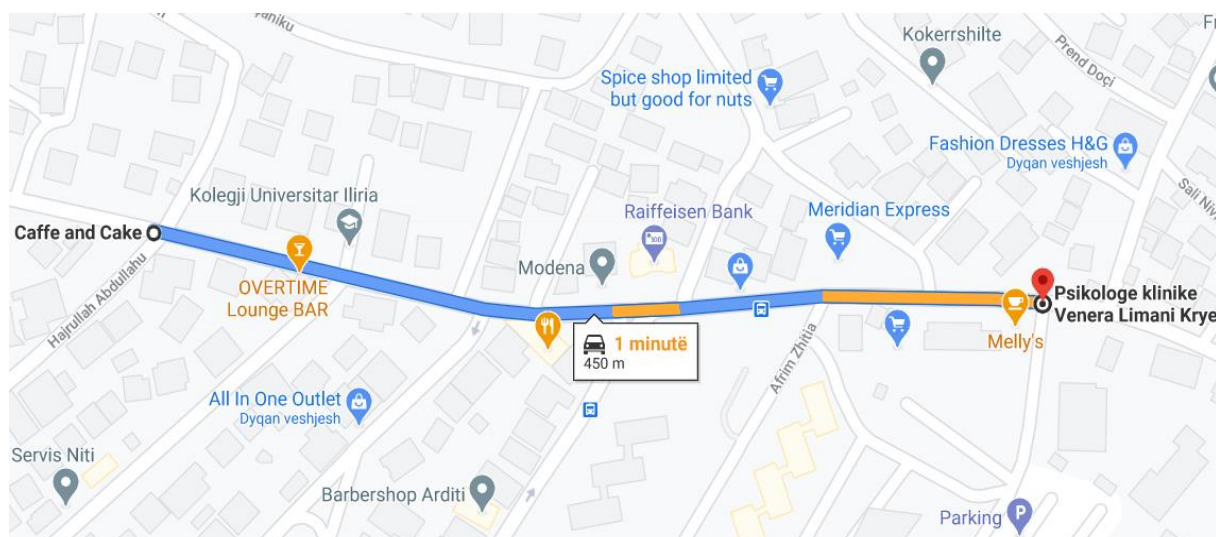 Kokerrshilte
Prend Doçi
Spice shop limited
but good for nuts
Fashion Dresses H&G
Dyqan veshjesh
Sali Niv
Kolegji Universitar Iliria
Raiffeisen Bank
Meridian Express
Caffe and Cake
Modena
OVERTIME
Lounge BAR
Hajrullah Abdullahu
1 minutë
450 m
Psikologe klinike
Venera Limani Krye
Melly's
Afrim Zhitia
All In One Outlet
Dyqan veshjesh
Servis Niti
Barbershop Arditi
Parking
P